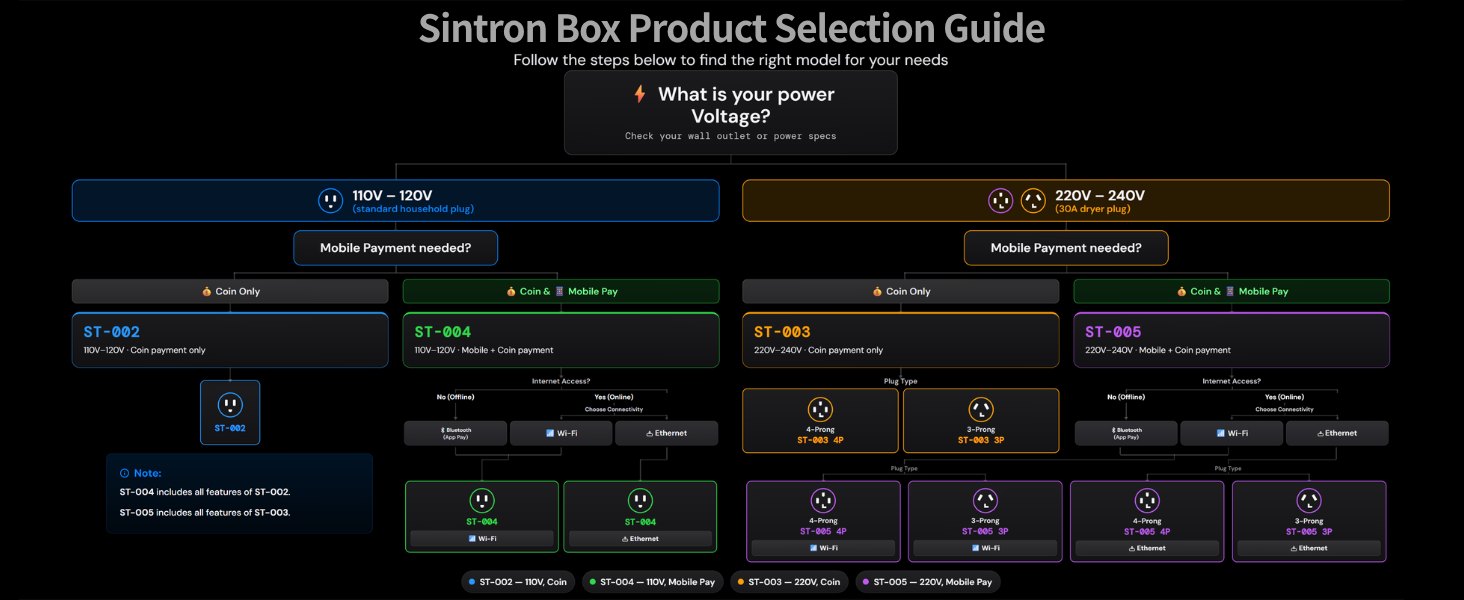 Sintron Box Product Selection Guide
Follow the steps below to find the right model for your needs
What is your power
Voltage?
Check your wall outlet or power specs
110V – 120V
(standard household plug)
220V – 240V
(30A dryer plug)
Mobile Payment needed?
Mobile Payment needed?
Coin Only
Coin & Mobile Pay
Coin Only
Coin & Mobile Pay
ST-002
110V–120V · Coin payment only
ST-004
110V–120V · Mobile + Coin payment
ST-003
220V–240V · Coin payment only
ST-005
220V–240V · Mobile + Coin payment
ST-002
Internet Access?
No (Offline)
Yes (Online)
Choose Connectivity
Bluetooth
(App Pay)
Wi-Fi
Ethernet
Plug Type
4-Prong
ST-003 4P
3-Prong
ST-003 3P
Internet Access?
No (Offline)
Yes (Online)
Choose Connectivity
Bluetooth
(App Pay)
Wi-Fi
Ethernet
Note:
ST-004 includes all features of ST-002.
ST-005 includes all features of ST-003.
ST-004
Wi-Fi
ST-004
Ethernet
Plug Type
Plug Type
4-Prong
ST-005 4P
Wi-Fi
3-Prong
ST-005 3P
Wi-Fi
4-Prong
ST-005 4P
Ethernet
3-Prong
ST-005 3P
Ethernet
ST-002 — 110V, Coin
ST-004 — 110V, Mobile Pay
ST-003 — 220V, Coin
ST-005 — 220V, Mobile Pay